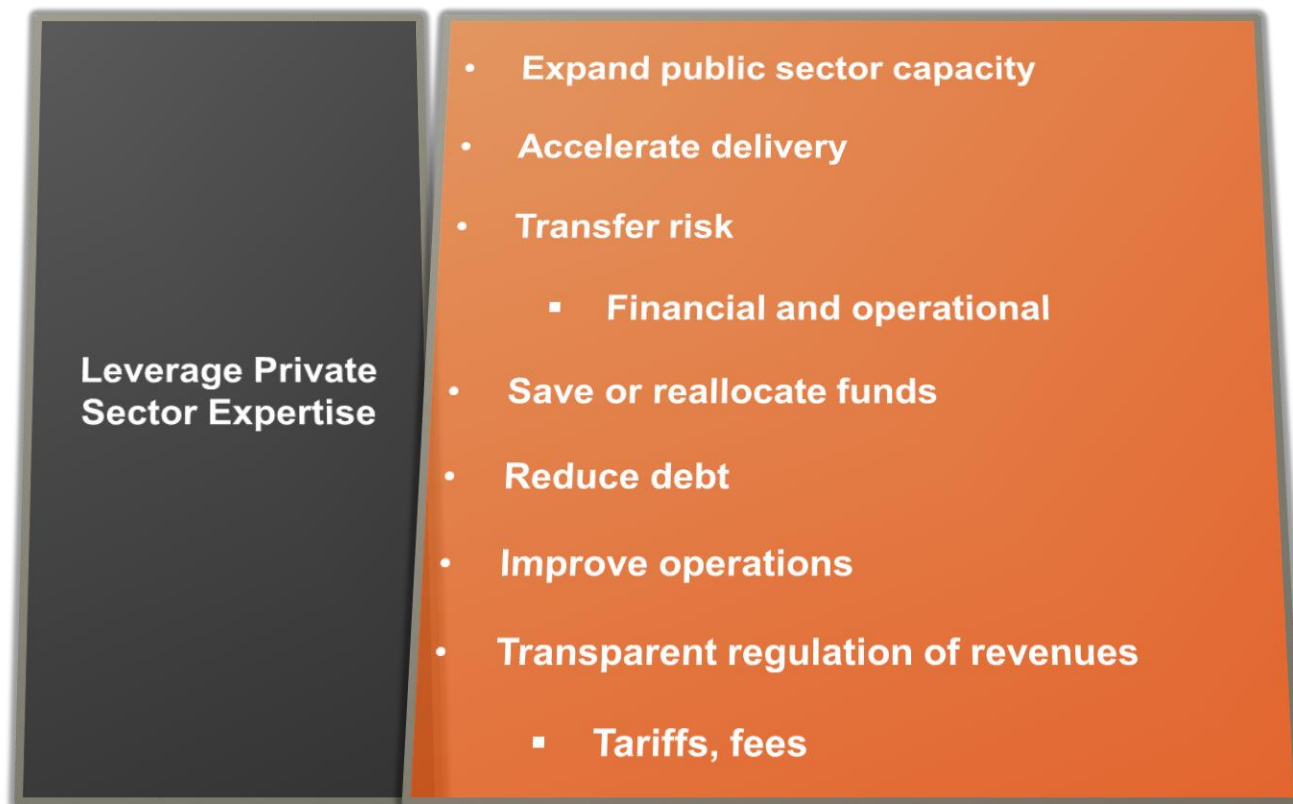 Leverage Private
Sector Expertise
• Expand public sector capacity
• Accelerate delivery
• Transfer risk
▪ Financial and operational
• Save or reallocate funds
• Reduce debt
• Improve operations
• Transparent regulation of revenues
▪ Tariffs, fees